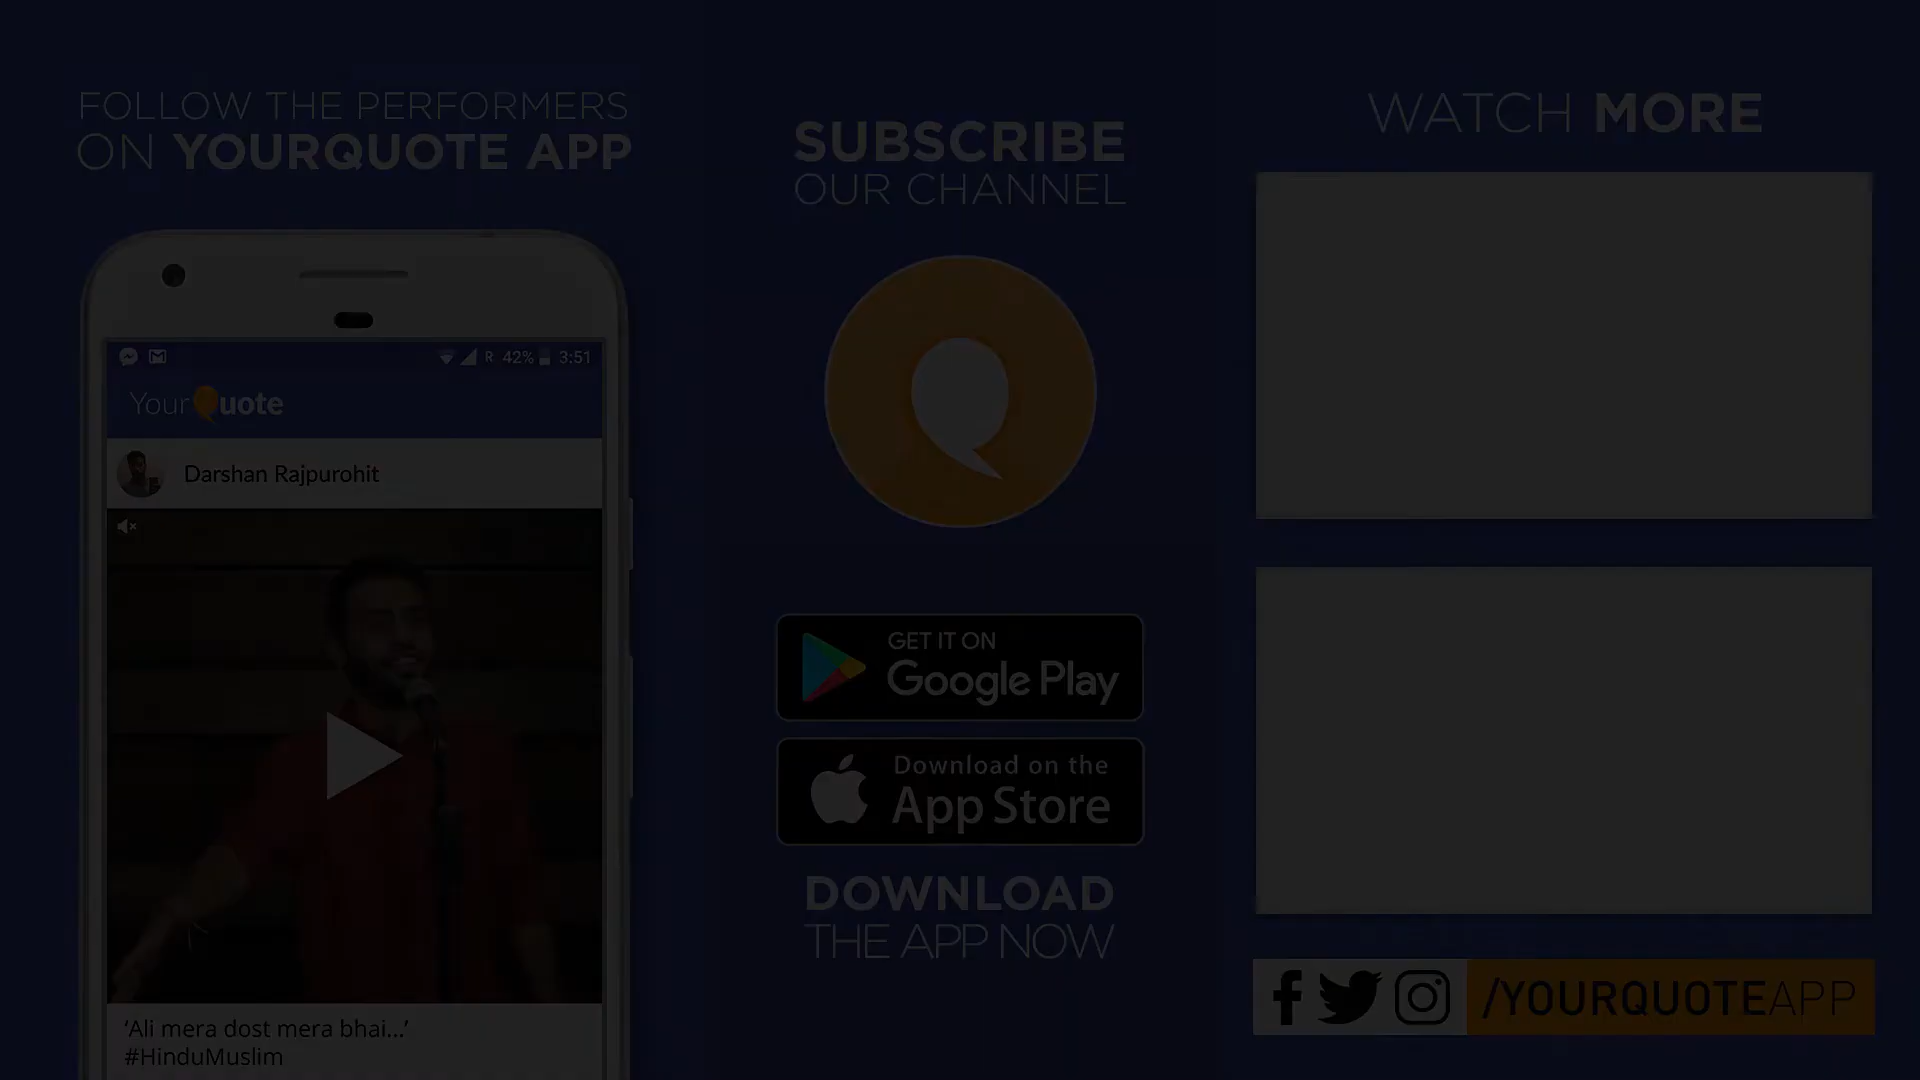 FOLLOW THE PERFORMERS
ON YOURQUOTE APP
R 42% 3:51
YourQuote
Darshan Rajpurohit
‘Ali mera dost mera bhai...’
#HinduMuslim
SUBSCRIBE
OUR CHANNEL
GET IT ON
Google Play
Download on the
App Store
DOWNLOAD
THE APP NOW
WATCH MORE
/YOURQUOTEAPP